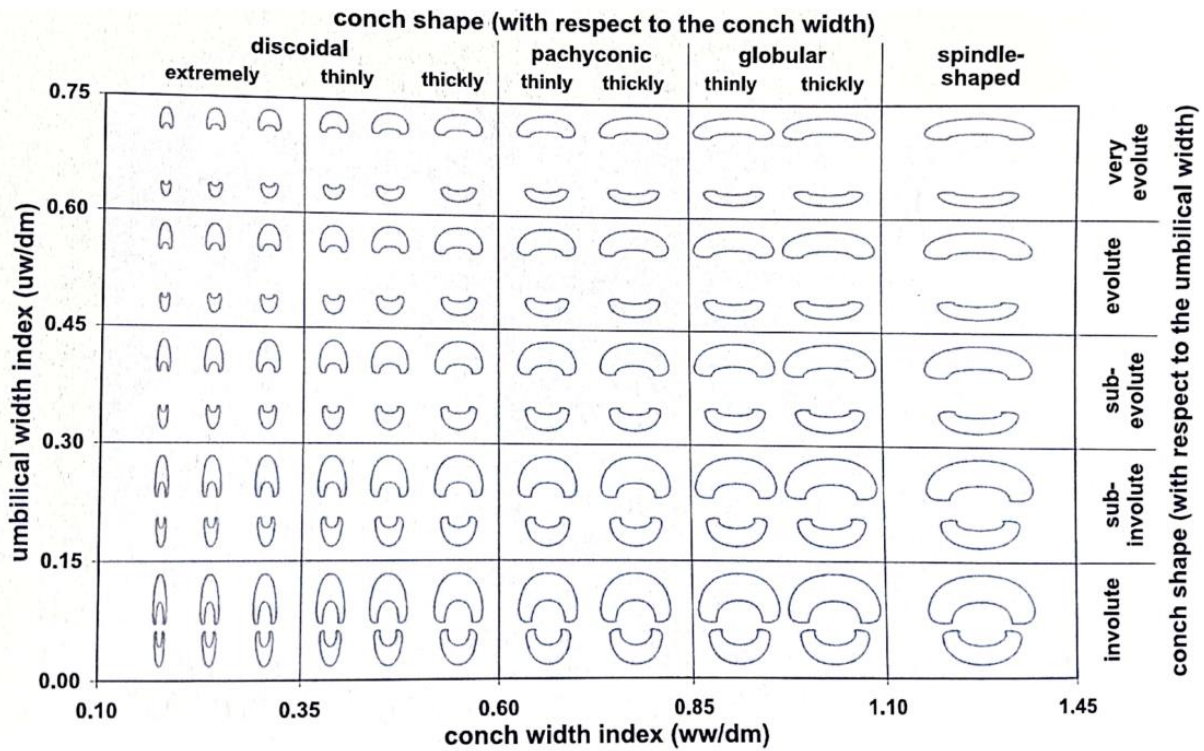 conch shape (with respect to the conch width)
discoidal pachyconic globular spindle-
extremely thinly thickly thinly thickly thinly thickly shaped
0.75
very
evolute
0.60
evolute
0.45
sub-
evolute
0.30
sub-
involute
0.15
involute
0.00
0.10 0.35 0.60 0.85 1.10 1.45
conch width index (ww/dm)
umbilical width index (uw/dm)
conch shape (with respect to the umbilical width)